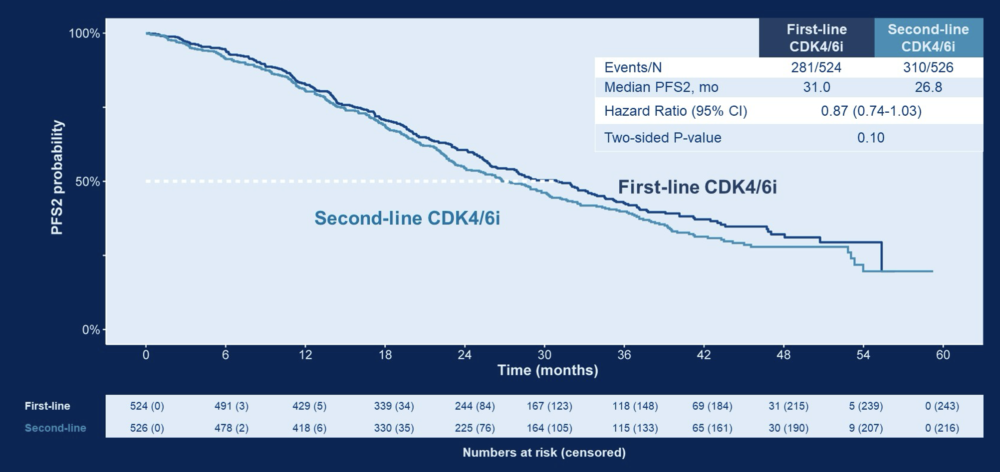 First-line CDK4/6i
Second-line CDK4/6i
Events/N 281/524 310/526
Median PFS2, mo 31.0 26.8
Hazard Ratio (95% CI) 0.87 (0.74-1.03)
Two-sided P-value 0.10
PFS2 probability
100%
50%
0%
First-line CDK4/6i
Second-line CDK4/6i
0 6 12 18 24 30 36 42 48 54 60
Time (months)
First-line 524 (0) 491 (3) 429 (5) 339 (34) 244 (84) 167 (123) 118 (148) 69 (184) 31 (215) 5 (239) 0 (243)
Second-line 526 (0) 478 (2) 418 (6) 330 (35) 225 (76) 164 (105) 115 (133) 65 (161) 30 (190) 9 (207) 0 (216)
Numbers at risk (censored)